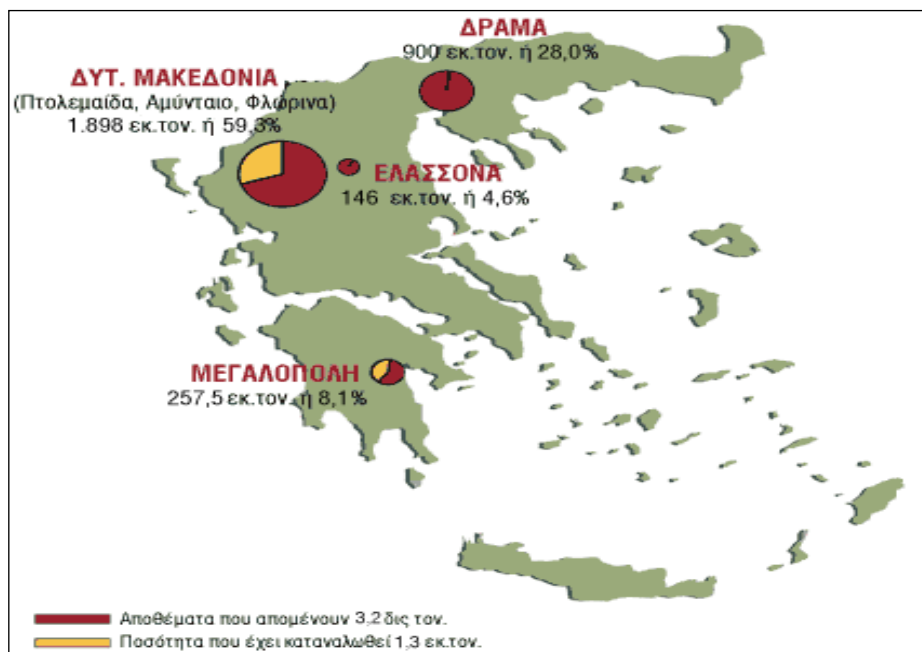 ΔΡΑΜΑ
900 εκ.τον. ή 28,0%
ΔΥΤ. ΜΑΚΕΔΟΝΙΑ
(Πτολεμαίδα, Αμύνταιο, Φλώρινα)
1.898 εκ.τον. ή 59,3%
ΕΛΑΣΣΟΝΑ
146 εκ.τον. ή 4,6%
ΜΕΓΑΛΟΠΟΛΗ
257,5 εκ.τον. ή 8,1%
Αποθέματα που απομένουν 3,2 δις τον.
Ποσότητα που έχει καταναλωθεί 1,3 εκ.τον.